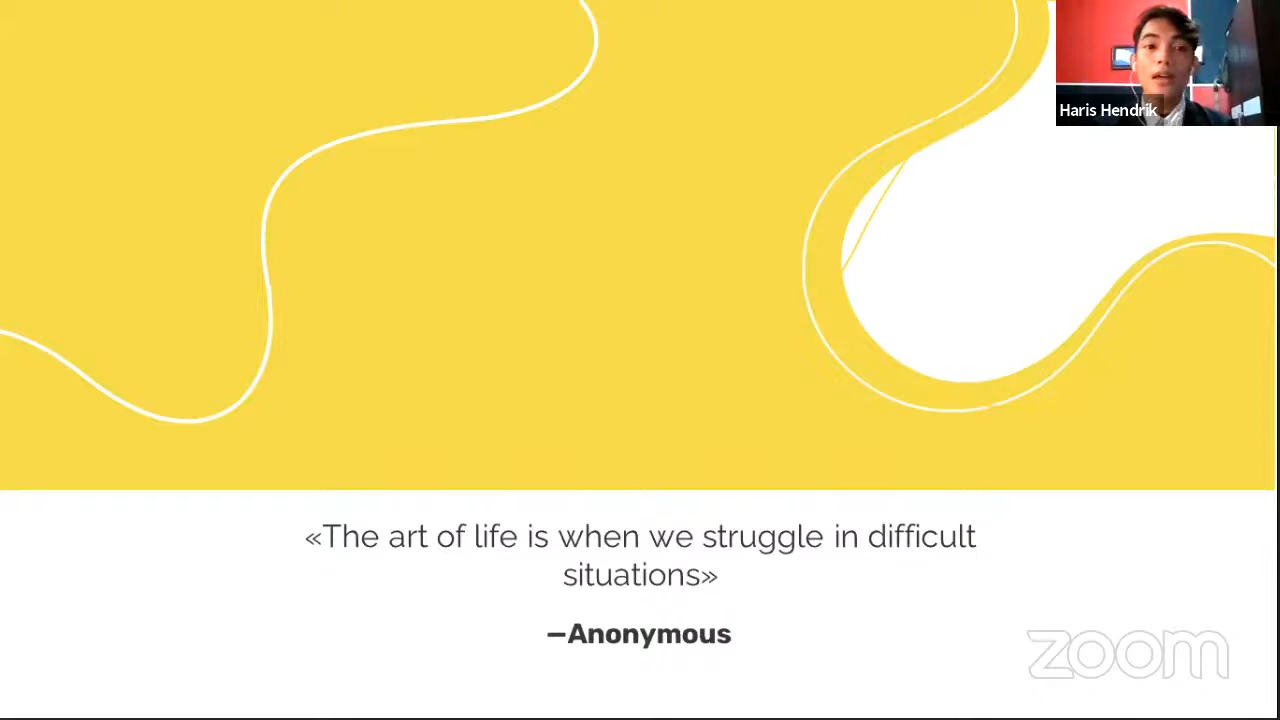 Haris Hendrik
«The art of life is when we struggle in difficult
situations»
—Anonymous
zoom